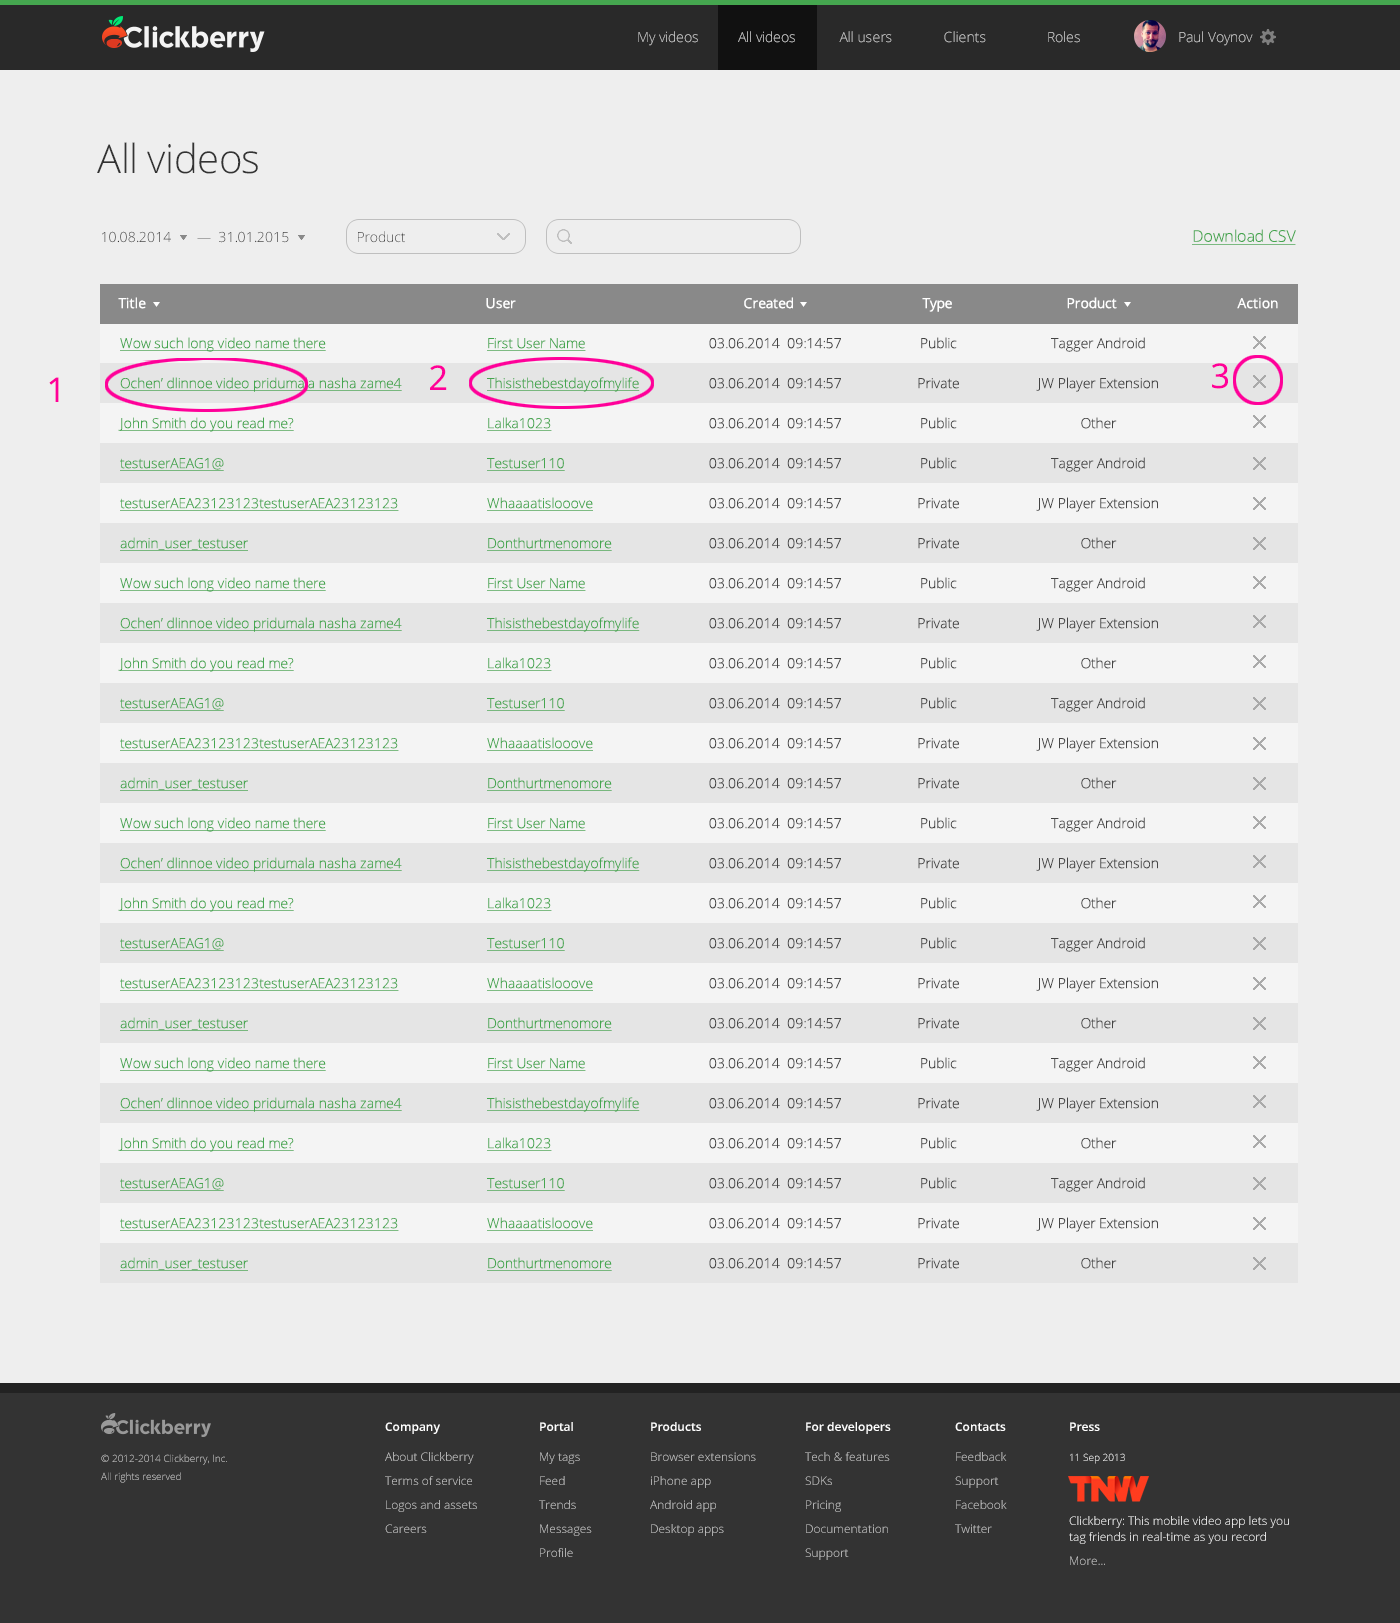 Clickberry My videos All videos All users Clients Roles Paul Voynov
All videos
10.08.2014 — 31.01.2015 Product Download CSV
Title User Created Type Product Action
Wow such long video name there First User Name 03.06.2014 09:14:57 Public Tagger Android
1 Ochen' dlinnoe video pridumala nasha zame4 2 Thisisthebestdayofmylife 03.06.2014 09:14:57 Private JW Player Extension 3
John Smith do you read me? Lalka1023 03.06.2014 09:14:57 Public Other
testuserAEAG1@ Testuser110 03.06.2014 09:14:57 Public Tagger Android
testuserAEA23123123testuserAEA23123123 Whaaaatislooove 03.06.2014 09:14:57 Private JW Player Extension
admin_user_testuser Donthurtmenomore 03.06.2014 09:14:57 Private Other
Wow such long video name there First User Name 03.06.2014 09:14:57 Public Tagger Android
Ochen' dlinnoe video pridumala nasha zame4 Thisisthebestdayofmylife 03.06.2014 09:14:57 Private JW Player Extension
John Smith do you read me? Lalka1023 03.06.2014 09:14:57 Public Other
testuserAEAG1@ Testuser110 03.06.2014 09:14:57 Public Tagger Android
testuserAEA23123123testuserAEA23123123 Whaaaatislooove 03.06.2014 09:14:57 Private JW Player Extension
admin_user_testuser Donthurtmenomore 03.06.2014 09:14:57 Private Other
Wow such long video name there First User Name 03.06.2014 09:14:57 Public Tagger Android
Ochen' dlinnoe video pridumala nasha zame4 Thisisthebestdayofmylife 03.06.2014 09:14:57 Private JW Player Extension
John Smith do you read me? Lalka1023 03.06.2014 09:14:57 Public Other
testuserAEAG1@ Testuser110 03.06.2014 09:14:57 Public Tagger Android
testuserAEA23123123testuserAEA23123123 Whaaaatislooove 03.06.2014 09:14:57 Private JW Player Extension
admin_user_testuser Donthurtmenomore 03.06.2014 09:14:57 Private Other
Wow such long video name there First User Name 03.06.2014 09:14:57 Public Tagger Android
Ochen' dlinnoe video pridumala nasha zame4 Thisisthebestdayofmylife 03.06.2014 09:14:57 Private JW Player Extension
John Smith do you read me? Lalka1023 03.06.2014 09:14:57 Public Other
testuserAEAG1@ Testuser110 03.06.2014 09:14:57 Public Tagger Android
testuserAEA23123123testuserAEA23123123 Whaaaatislooove 03.06.2014 09:14:57 Private JW Player Extension
admin_user_testuser Donthurtmenomore 03.06.2014 09:14:57 Private Other
Clickberry
© 2012-2014 Clickberry, Inc.
All rights reserved
Company
About Clickberry
Terms of service
Logos and assets
Careers
Portal
My tags
Feed
Trends
Messages
Profile
Products
Browser extensions
iPhone app
Android app
Desktop apps
For developers
Tech & features
SDKs
Pricing
Documentation
Support
Contacts
Feedback
Support
Facebook
Twitter
Press
11 Sep 2013
TNW
Clickberry: This mobile video app lets you
tag friends in real-time as you record
More...